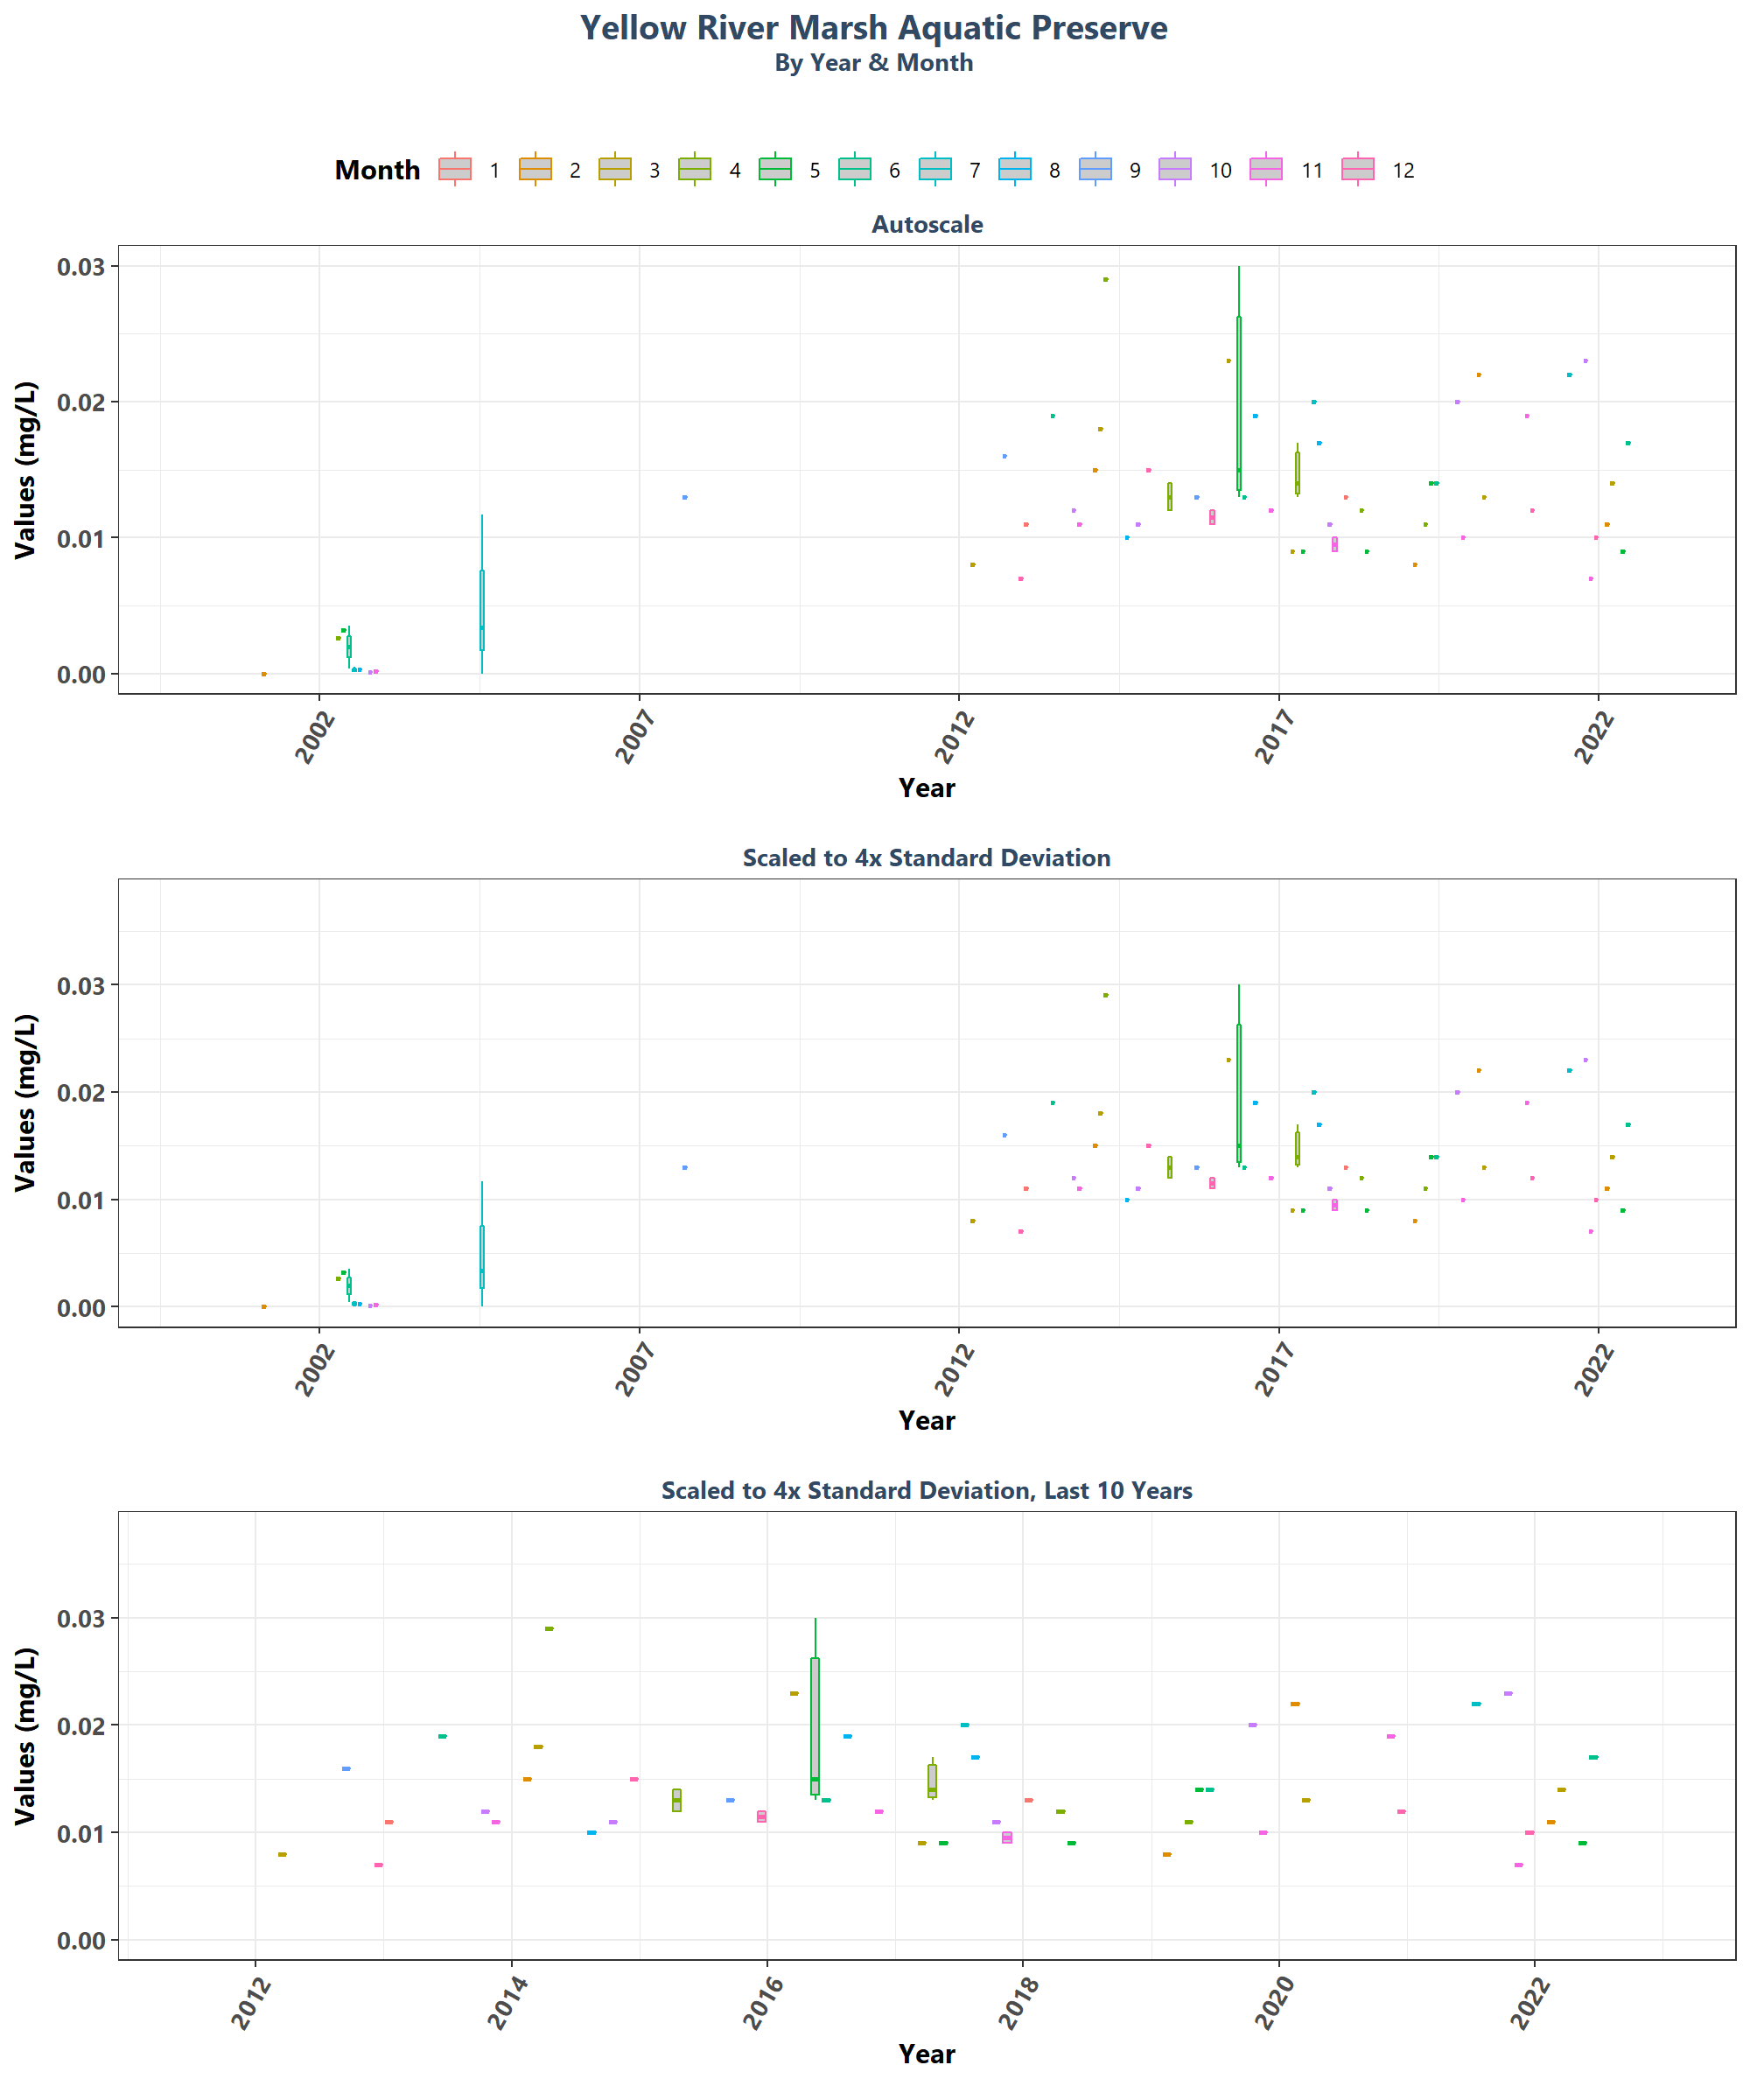 Yellow River Marsh Aquatic Preserve
By Year & Month
Month 1 2 3 4 5 6 7 8 9 10 11 12
Autoscale
Values (mg/L)
0.03
0.02
0.01
0.00
2002 2007 2012 2017 2022
Year
Scaled to 4x Standard Deviation
Values (mg/L)
0.03
0.02
0.01
0.00
2002 2007 2012 2017 2022
Year
Scaled to 4x Standard Deviation, Last 10 Years
Values (mg/L)
0.03
0.02
0.01
0.00
2012 2014 2016 2018 2020 2022
Year